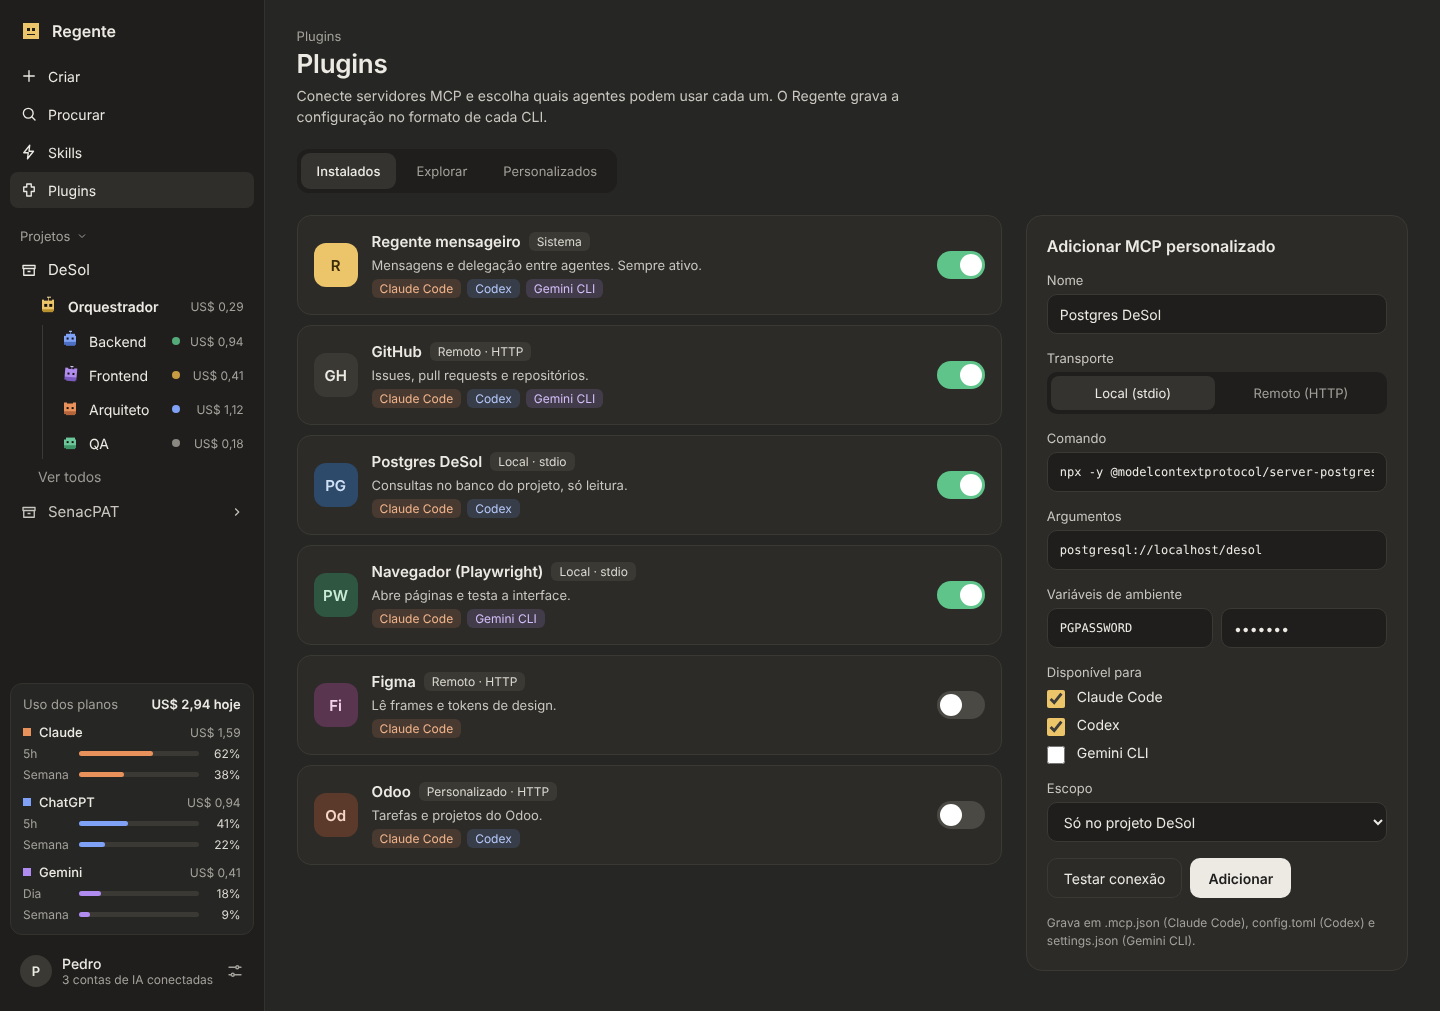 Regente
Criar
Procurar
Skills
Plugins
Projetos
DeSol
Orquestrador US$ 0,29
Backend US$ 0,94
Frontend US$ 0,41
Arquiteto US$ 1,12
QA US$ 0,18
Ver todos
SenacPAT
Uso dos planos US$ 2,94 hoje
Claude US$ 1,59
5h 62%
Semana 38%
ChatGPT US$ 0,94
5h 41%
Semana 22%
Gemini US$ 0,41
Dia 18%
Semana 9%
P
Pedro
3 contas de IA conectadas
Plugins
Plugins
Conecte servidores MCP e escolha quais agentes podem usar cada um. O Regente grava a
configuração no formato de cada CLI.
Instalados Explorar Personalizados
R
Regente mensageiro Sistema
Mensagens e delegação entre agentes. Sempre ativo.
Claude Code Codex Gemini CLI
GH
GitHub Remoto · HTTP
Issues, pull requests e repositórios.
Claude Code Codex Gemini CLI
PG
Postgres DeSol Local · stdio
Consultas no banco do projeto, só leitura.
Claude Code Codex
PW
Navegador (Playwright) Local · stdio
Abre páginas e testa a interface.
Claude Code Gemini CLI
Fi
Figma Remoto · HTTP
Lê frames e tokens de design.
Claude Code
Od
Odoo Personalizado · HTTP
Tarefas e projetos do Odoo.
Claude Code Codex
Adicionar MCP personalizado
Nome
Postgres DeSol
Transporte
Local (stdio) Remoto (HTTP)
Comando
npx -y @modelcontextprotocol/server-postgres
Argumentos
postgresql://localhost/desol
Variáveis de ambiente
PGPASSWORD •••••••
Disponível para
Claude Code
Codex
Gemini CLI
Escopo
Só no projeto DeSol
Testar conexão Adicionar
Grava em .mcp.json (Claude Code), config.toml (Codex) e
settings.json (Gemini CLI).